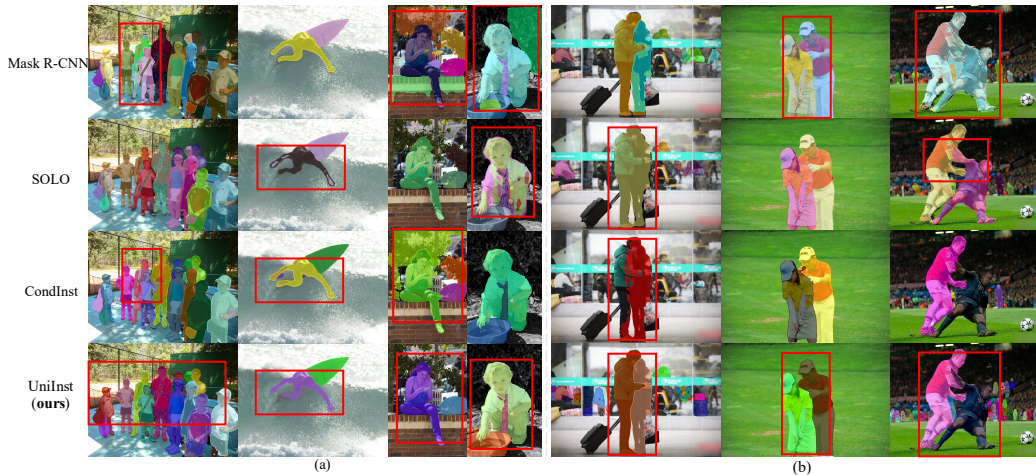 Mask R-CNN
SOLO
CondInst
UniInst
(ours)
(a)
(b)